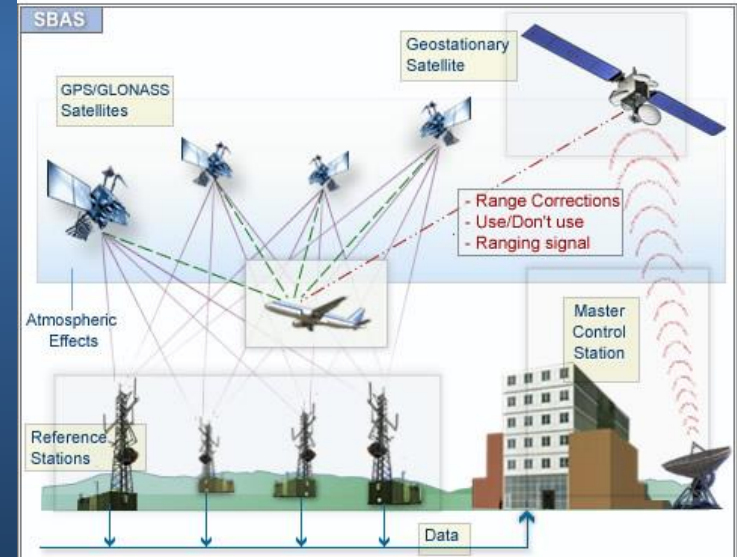 SBAS
Geostationary
Satellite
GPS/GLONASS
Satellites
- Range Corrections
- Use/Don't use
- Ranging signal
Atmospheric
Effects
Master
Control
Station
Reference
Stations
Data